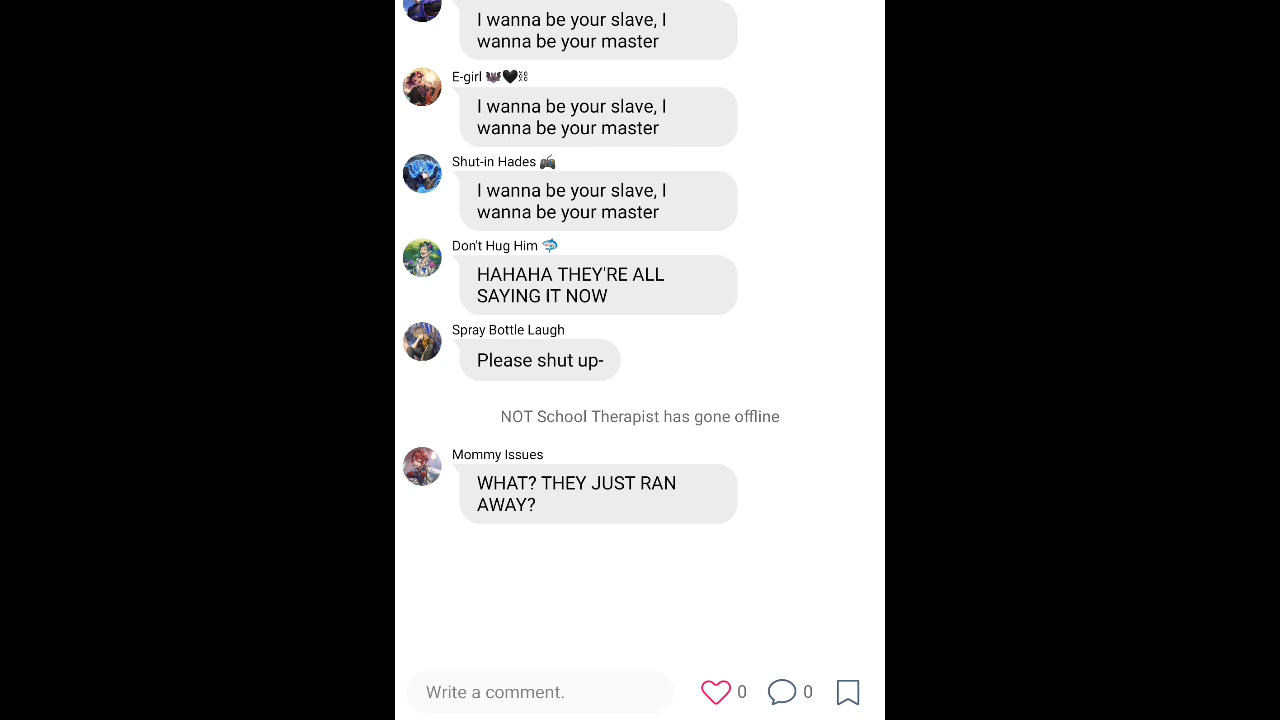 I wanna be your slave, I
wanna be your master
E-girl 🦇🖤⛓
I wanna be your slave, I
wanna be your master
Shut-in Hades 🎮
I wanna be your slave, I
wanna be your master
Don't Hug Him 🦈
HAHAHA THEY'RE ALL
SAYING IT NOW
Spray Bottle Laugh
Please shut up-
NOT School Therapist has gone offline
Mommy Issues
WHAT? THEY JUST RAN
AWAY?
Write a comment.
0
0